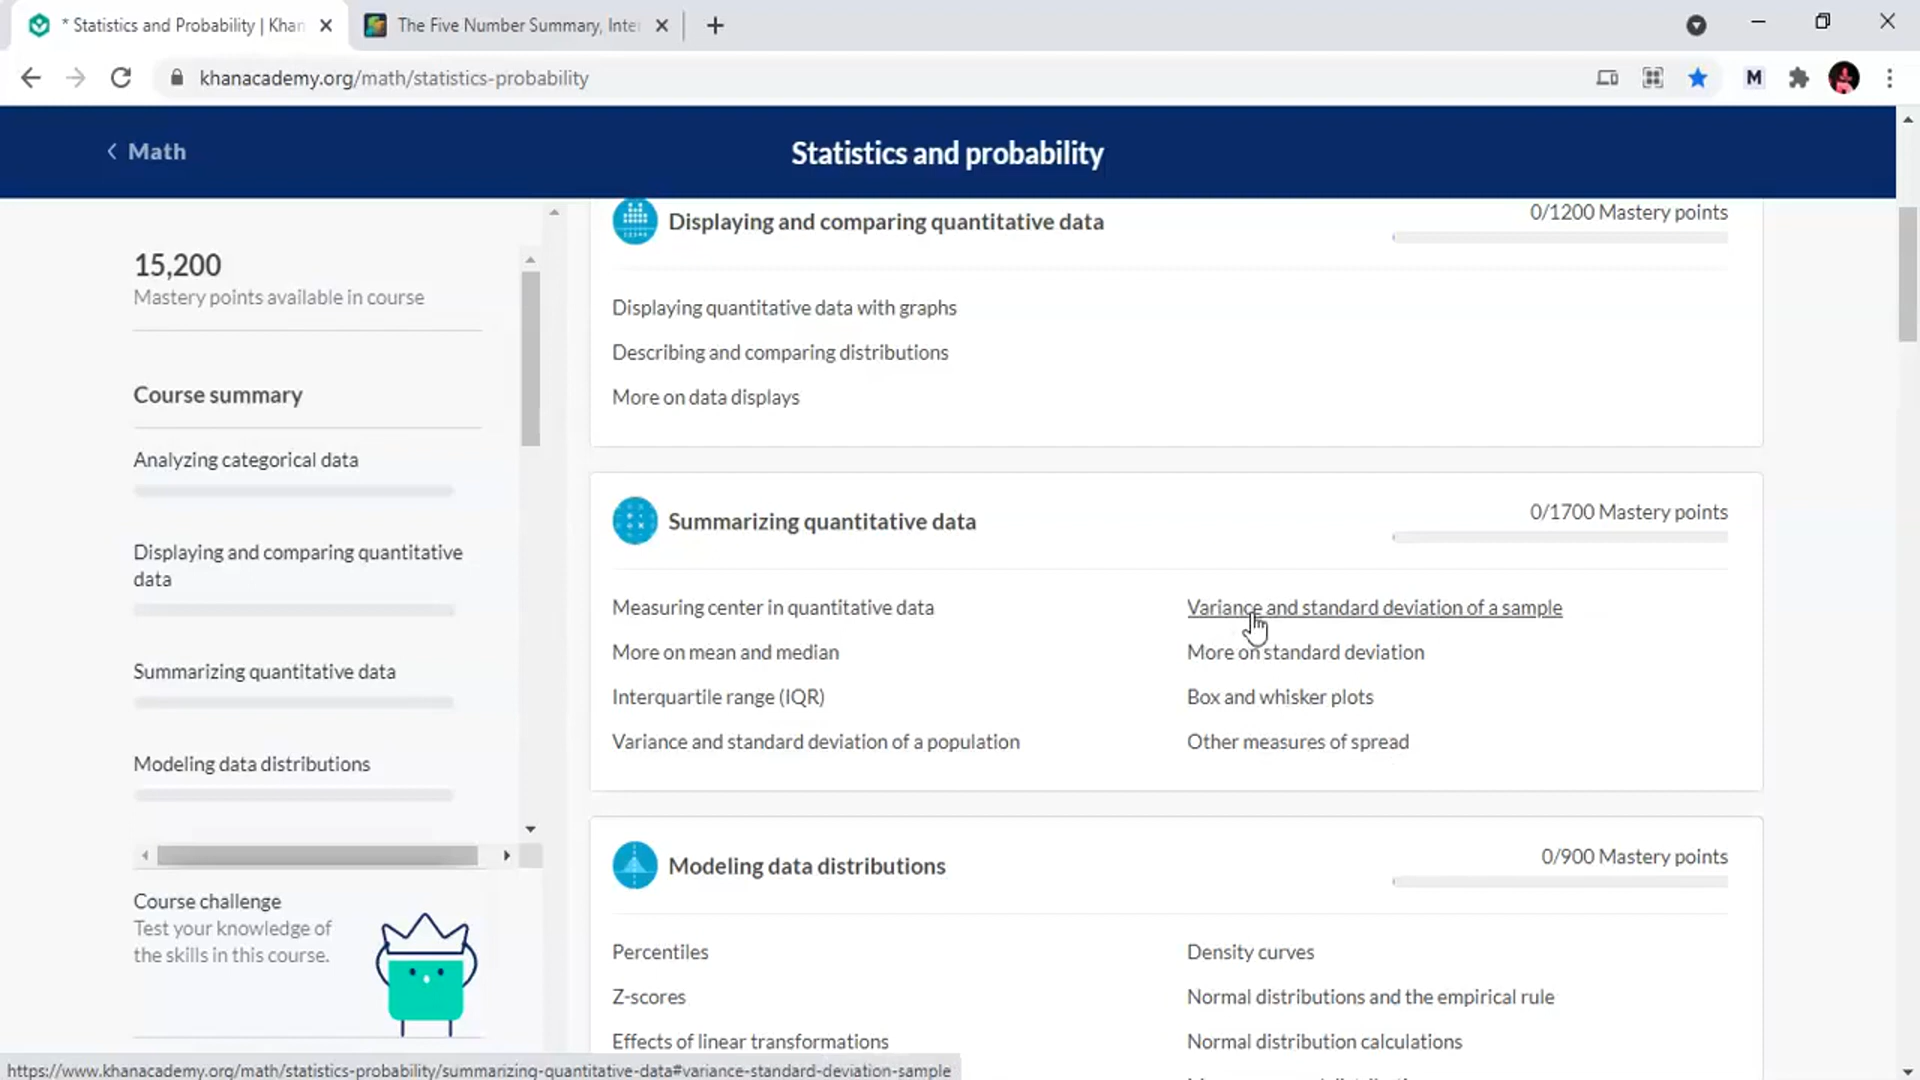 * Statistics and Probability | Khan
The Five Number Summary, Inte
khanacademy.org/math/statistics-probability
M
Math
Statistics and probability
15,200
Mastery points available in course
Course summary
Analyzing categorical data
Displaying and comparing quantitative
data
Summarizing quantitative data
Modeling data distributions
Course challenge
Test your knowledge of
the skills in this course.
Displaying and comparing quantitative data
0/1200 Mastery points
Displaying quantitative data with graphs
Describing and comparing distributions
More on data displays
Summarizing quantitative data
0/1700 Mastery points
Measuring center in quantitative data
More on mean and median
Interquartile range (IQR)
Variance and standard deviation of a population
Variance and standard deviation of a sample
More on standard deviation
Box and whisker plots
Other measures of spread
Modeling data distributions
0/900 Mastery points
Percentiles
Z-scores
Effects of linear transformations
Density curves
Normal distributions and the empirical rule
Normal distribution calculations
https://www.khanacademy.org/math/statistics-probability/summarizing-quantitative-data#variance-standard-deviation-sample